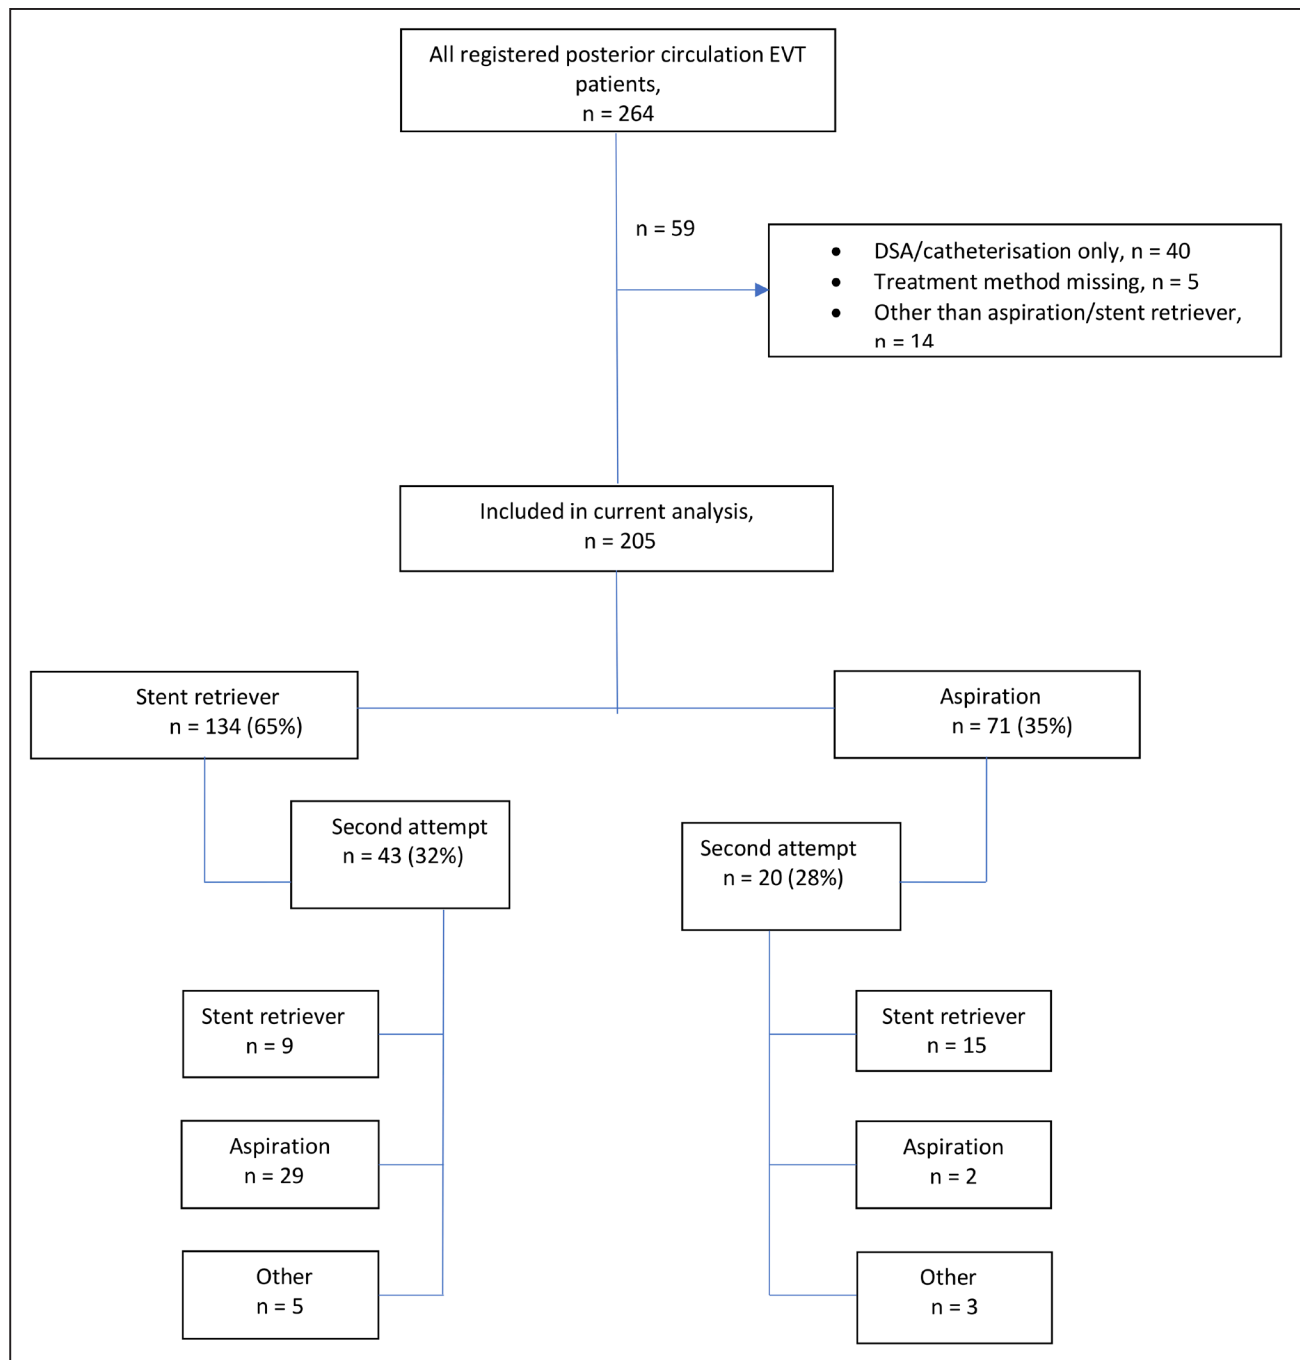 All registered posterior circulation EVT
patients,
n = 264
n = 59
• DSA/catheterisation only, n = 40
• Treatment method missing, n = 5
• Other than aspiration/stent retriever,
n = 14
Included in current analysis,
n = 205
Stent retriever
n = 134 (65%)
Aspiration
n = 71 (35%)
Second attempt
n = 43 (32%)
Second attempt
n = 20 (28%)
Stent retriever
n = 9
Stent retriever
n = 15
Aspiration
n = 29
Aspiration
n = 2
Other
n = 5
Other
n = 3